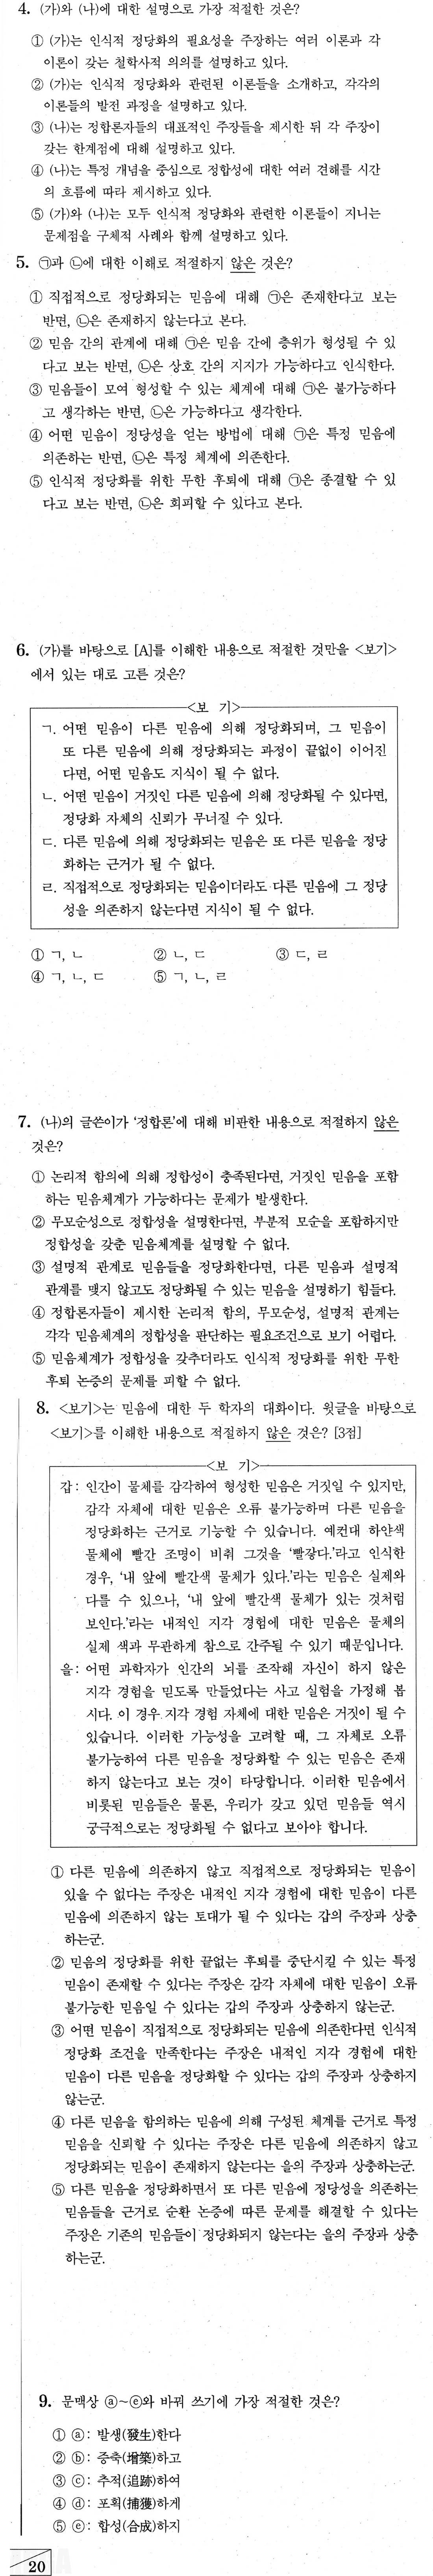 4. (가)와 (나)에 대한 설명으로 가장 적절한 것은?
① (가)는 인식적 정당화의 필요성을 주장하는 여러 이론과 각
이론이 갖는 철학사적 의의를 설명하고 있다.
② (가)는 인식적 정당화와 관련된 이론들을 소개하고, 각각의
이론들의 발전 과정을 설명하고 있다.
③ (나)는 정합론자들의 대표적인 주장들을 제시한 뒤 각 주장이
갖는 한계점에 대해 설명하고 있다.
④ (나)는 특정 개념을 중심으로 정합성에 대한 여러 견해를 시간
의 흐름에 따라 제시하고 있다.
⑤ (가)와 (나)는 모두 인식적 정당화와 관련한 이론들이 지니는
문제점을 구체적 사례와 함께 설명하고 있다.
5. ㉠과 ㉡에 대한 이해로 적절하지 않은 것은?
① 직접적으로 정당화되는 믿음에 대해 ㉠은 존재한다고 보는
반면, ㉡은 존재하지 않는다고 본다.
② 믿음 간의 관계에 대해 ㉠은 믿음 간에 층위가 형성될 수 있
다고 보는 반면, ㉡은 상호 간의 지지가 가능하다고 인식한다.
③ 믿음들이 모여 형성할 수 있는 체계에 대해 ㉠은 불가능하다
고 생각하는 반면, ㉡은 가능하다고 생각한다.
④ 어떤 믿음이 정당성을 얻는 방법에 대해 ㉠은 특정 믿음에
의존하는 반면, ㉡은 특정 체계에 의존한다.
⑤ 인식적 정당화를 위한 무한 후퇴에 대해 ㉠은 종결할 수 있
다고 보는 반면, ㉡은 회피할 수 있다고 본다.
6. (가)를 바탕으로 [A]를 이해한 내용으로 적절한 것만을 <보기>
에서 있는 대로 고른 것은?
<보 기>
ㄱ. 어떤 믿음이 다른 믿음에 의해 정당화되며, 그 믿음이
또 다른 믿음에 의해 정당화되는 과정이 끝없이 이어진
다면, 어떤 믿음도 지식이 될 수 없다.
ㄴ. 어떤 믿음이 거짓인 다른 믿음에 의해 정당화될 수 있다면,
정당화 자체의 신뢰가 무너질 수 있다.
ㄷ. 다른 믿음에 의해 정당화되는 믿음은 또 다른 믿음을 정당
화하는 근거가 될 수 없다.
ㄹ. 직접적으로 정당화되는 믿음이더라도 다른 믿음에 그 정당
성을 의존하지 않는다면 지식이 될 수 없다.
① ㄱ, ㄴ ② ㄴ, ㄷ ③ ㄷ, ㄹ
④ ㄱ, ㄴ, ㄷ ⑤ ㄱ, ㄴ, ㄹ
7. (나)의 글쓴이가 '정합론'에 대해 비판한 내용으로 적절하지 않은
것은?
① 논리적 함의에 의해 정합성이 충족된다면, 거짓인 믿음을 포함
하는 믿음체계가 가능하다는 문제가 발생한다.
② 무모순성으로 정합성을 설명한다면, 부분적 모순을 포함하지만
정합성을 갖춘 믿음체계를 설명할 수 없다.
③ 설명적 관계로 믿음들을 정당화한다면, 다른 믿음과 설명적
관계를 맺지 않고도 정당화될 수 있는 믿음을 설명하기 힘들다.
④ 정합론자들이 제시한 논리적 함의, 무모순성, 설명적 관계는
각각 믿음체계의 정합성을 판단하는 필요조건으로 보기 어렵다.
⑤ 믿음체계가 정합성을 갖추더라도 인식적 정당화를 위한 무한
후퇴 논증의 문제를 피할 수 없다.
8. <보기>는 믿음에 대한 두 학자의 대화이다. 윗글을 바탕으로
<보기>를 이해한 내용으로 적절하지 않은 것은? [3점]
<보 기>
갑: 인간이 물체를 감각하여 형성한 믿음은 거짓일 수 있지만,
감각 자체에 대한 믿음은 오류 불가능하며 다른 믿음을
정당화하는 근거로 기능할 수 있습니다. 예컨대 하얀색
물체에 빨간 조명이 비춰 그것을 '빨갛다.'라고 인식한
경우, '내 앞에 빨간색 물체가 있다.'라는 믿음은 실제와
다를 수 있으나, '내 앞에 빨간색 물체가 있는 것처럼
보인다.'라는 내적인 지각 경험에 대한 믿음은 물체의
실제 색과 무관하게 참으로 간주될 수 있기 때문입니다.
을: 어떤 과학자가 인간의 뇌를 조작해 자신이 하지 않은
지각 경험을 믿도록 만들었다는 사고 실험을 가정해 봅
시다. 이 경우 지각 경험 자체에 대한 믿음은 거짓이 될 수
있습니다. 이러한 가능성을 고려할 때, 그 자체로 오류
불가능하여 다른 믿음을 정당화할 수 있는 믿음은 존재
하지 않는다고 보는 것이 타당합니다. 이러한 믿음에서
비롯된 믿음들은 물론, 우리가 갖고 있던 믿음들 역시
궁극적으로는 정당화될 수 없다고 보아야 합니다.
① 다른 믿음에 의존하지 않고 직접적으로 정당화되는 믿음이
있을 수 없다는 주장은 내적인 지각 경험에 대한 믿음이 다른
믿음에 의존하지 않는 토대가 될 수 있다는 갑의 주장과 상충
하는군.
② 믿음의 정당화를 위한 끝없는 후퇴를 중단시킬 수 있는 특정
믿음이 존재할 수 있다는 주장은 감각 자체에 대한 믿음이 오류
불가능한 믿음일 수 있다는 갑의 주장과 상충하지 않는군.
③ 어떤 믿음이 직접적으로 정당화되는 믿음에 의존한다면 인식적
정당화 조건을 만족한다는 주장은 내적인 지각 경험에 대한
믿음이 다른 믿음을 정당화할 수 있다는 갑의 주장과 상충하지
않는군.
④ 다른 믿음을 함의하는 믿음에 의해 구성된 체계를 근거로 특정
믿음을 신뢰할 수 있다는 주장은 다른 믿음에 의존하지 않고
정당화되는 믿음이 존재하지 않는다는 을의 주장과 상충하는군.
⑤ 다른 믿음을 정당화하면서 또 다른 믿음에 정당성을 의존하는
믿음들을 근거로 순환 논증에 따른 문제를 해결할 수 있다는
주장은 기존의 믿음들이 정당화되지 않는다는 을의 주장과 상충
하는군.
9. 문맥상 ⓐ~ⓔ와 바꿔 쓰기에 가장 적절한 것은?
① ⓐ: 발생(發生)한다
② ⓑ: 증축(增築)하고
③ ⓒ: 추적(追跡)하여
④ ⓓ: 포획(捕獲)하게
⑤ ⓔ: 합성(合成)하지
20